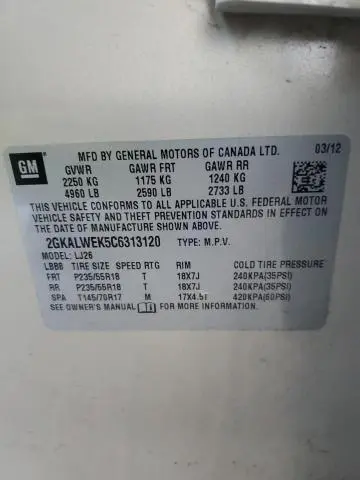 GM
MFD BY GENERAL MOTORS OF CANADA LTD. 03/12
GVWR GAWR FRT GAWR RR
2250 KG 1175 KG 1240 KG
4960 LB 2590 LB 2733 LB
THIS VEHICLE CONFORMS TO ALL APPLICABLE U.S. FEDERAL MOTOR
VEHICLE SAFETY AND THEFT PREVENTION STANDARDS IN EFFECT ON
THE DATE OF MANUFACTURE SHOWN ABOVE.
2GKALWEK5C6313120 TYPE: M.P.V.
MODEL: LJ26
LBBB TIRE SIZE SPEED RTG RIM COLD TIRE PRESSURE
FRT P235/55R18 T 18X7J 240KPA(35PSI)
RR P235/55R18 T 18X7J 240KPA(35PSI)
SPA T145/70R17 M 17X4.5T 420KPA(60PSI)
SEE OWNER'S MANUAL FOR MORE INFORMATION.